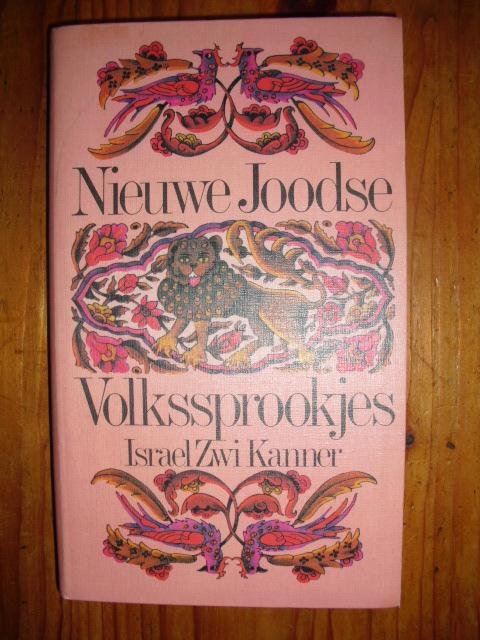 Nieuwe Joodse
Volkssprookjes
Israel Zwi Kanner